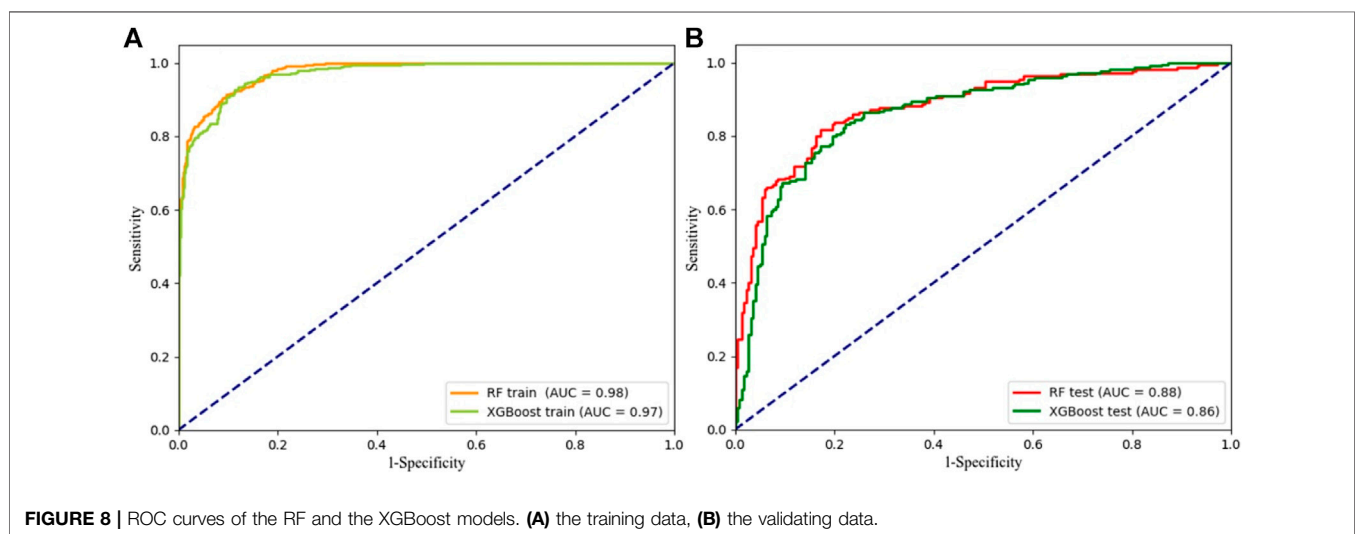 A
1.0
0.8
0.6
0.4
0.2
0.0
Sensitivity
0.0
0.2
0.4
0.6
0.8
1.0
1-Specificity
RF train (AUC = 0.98)
XGBoost train (AUC = 0.97)
B
1.0
0.8
0.6
0.4
0.2
0.0
Sensitivity
0.0
0.2
0.4
0.6
0.8
1.0
1-Specificity
RF test (AUC = 0.88)
XGBoost test (AUC = 0.86)
FIGURE 8 | ROC curves of the RF and the XGBoost models. (A) the training data, (B) the validating data.